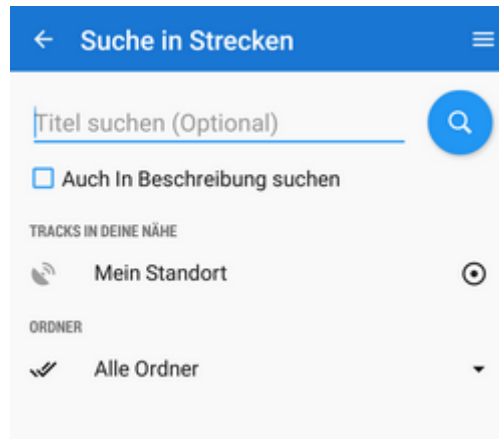 Suche in Strecken
Titel suchen (Optional)
Auch In Beschreibung suchen
TRACKS IN DEINE NÄHE
Mein Standort
ORDNER
Alle Ordner